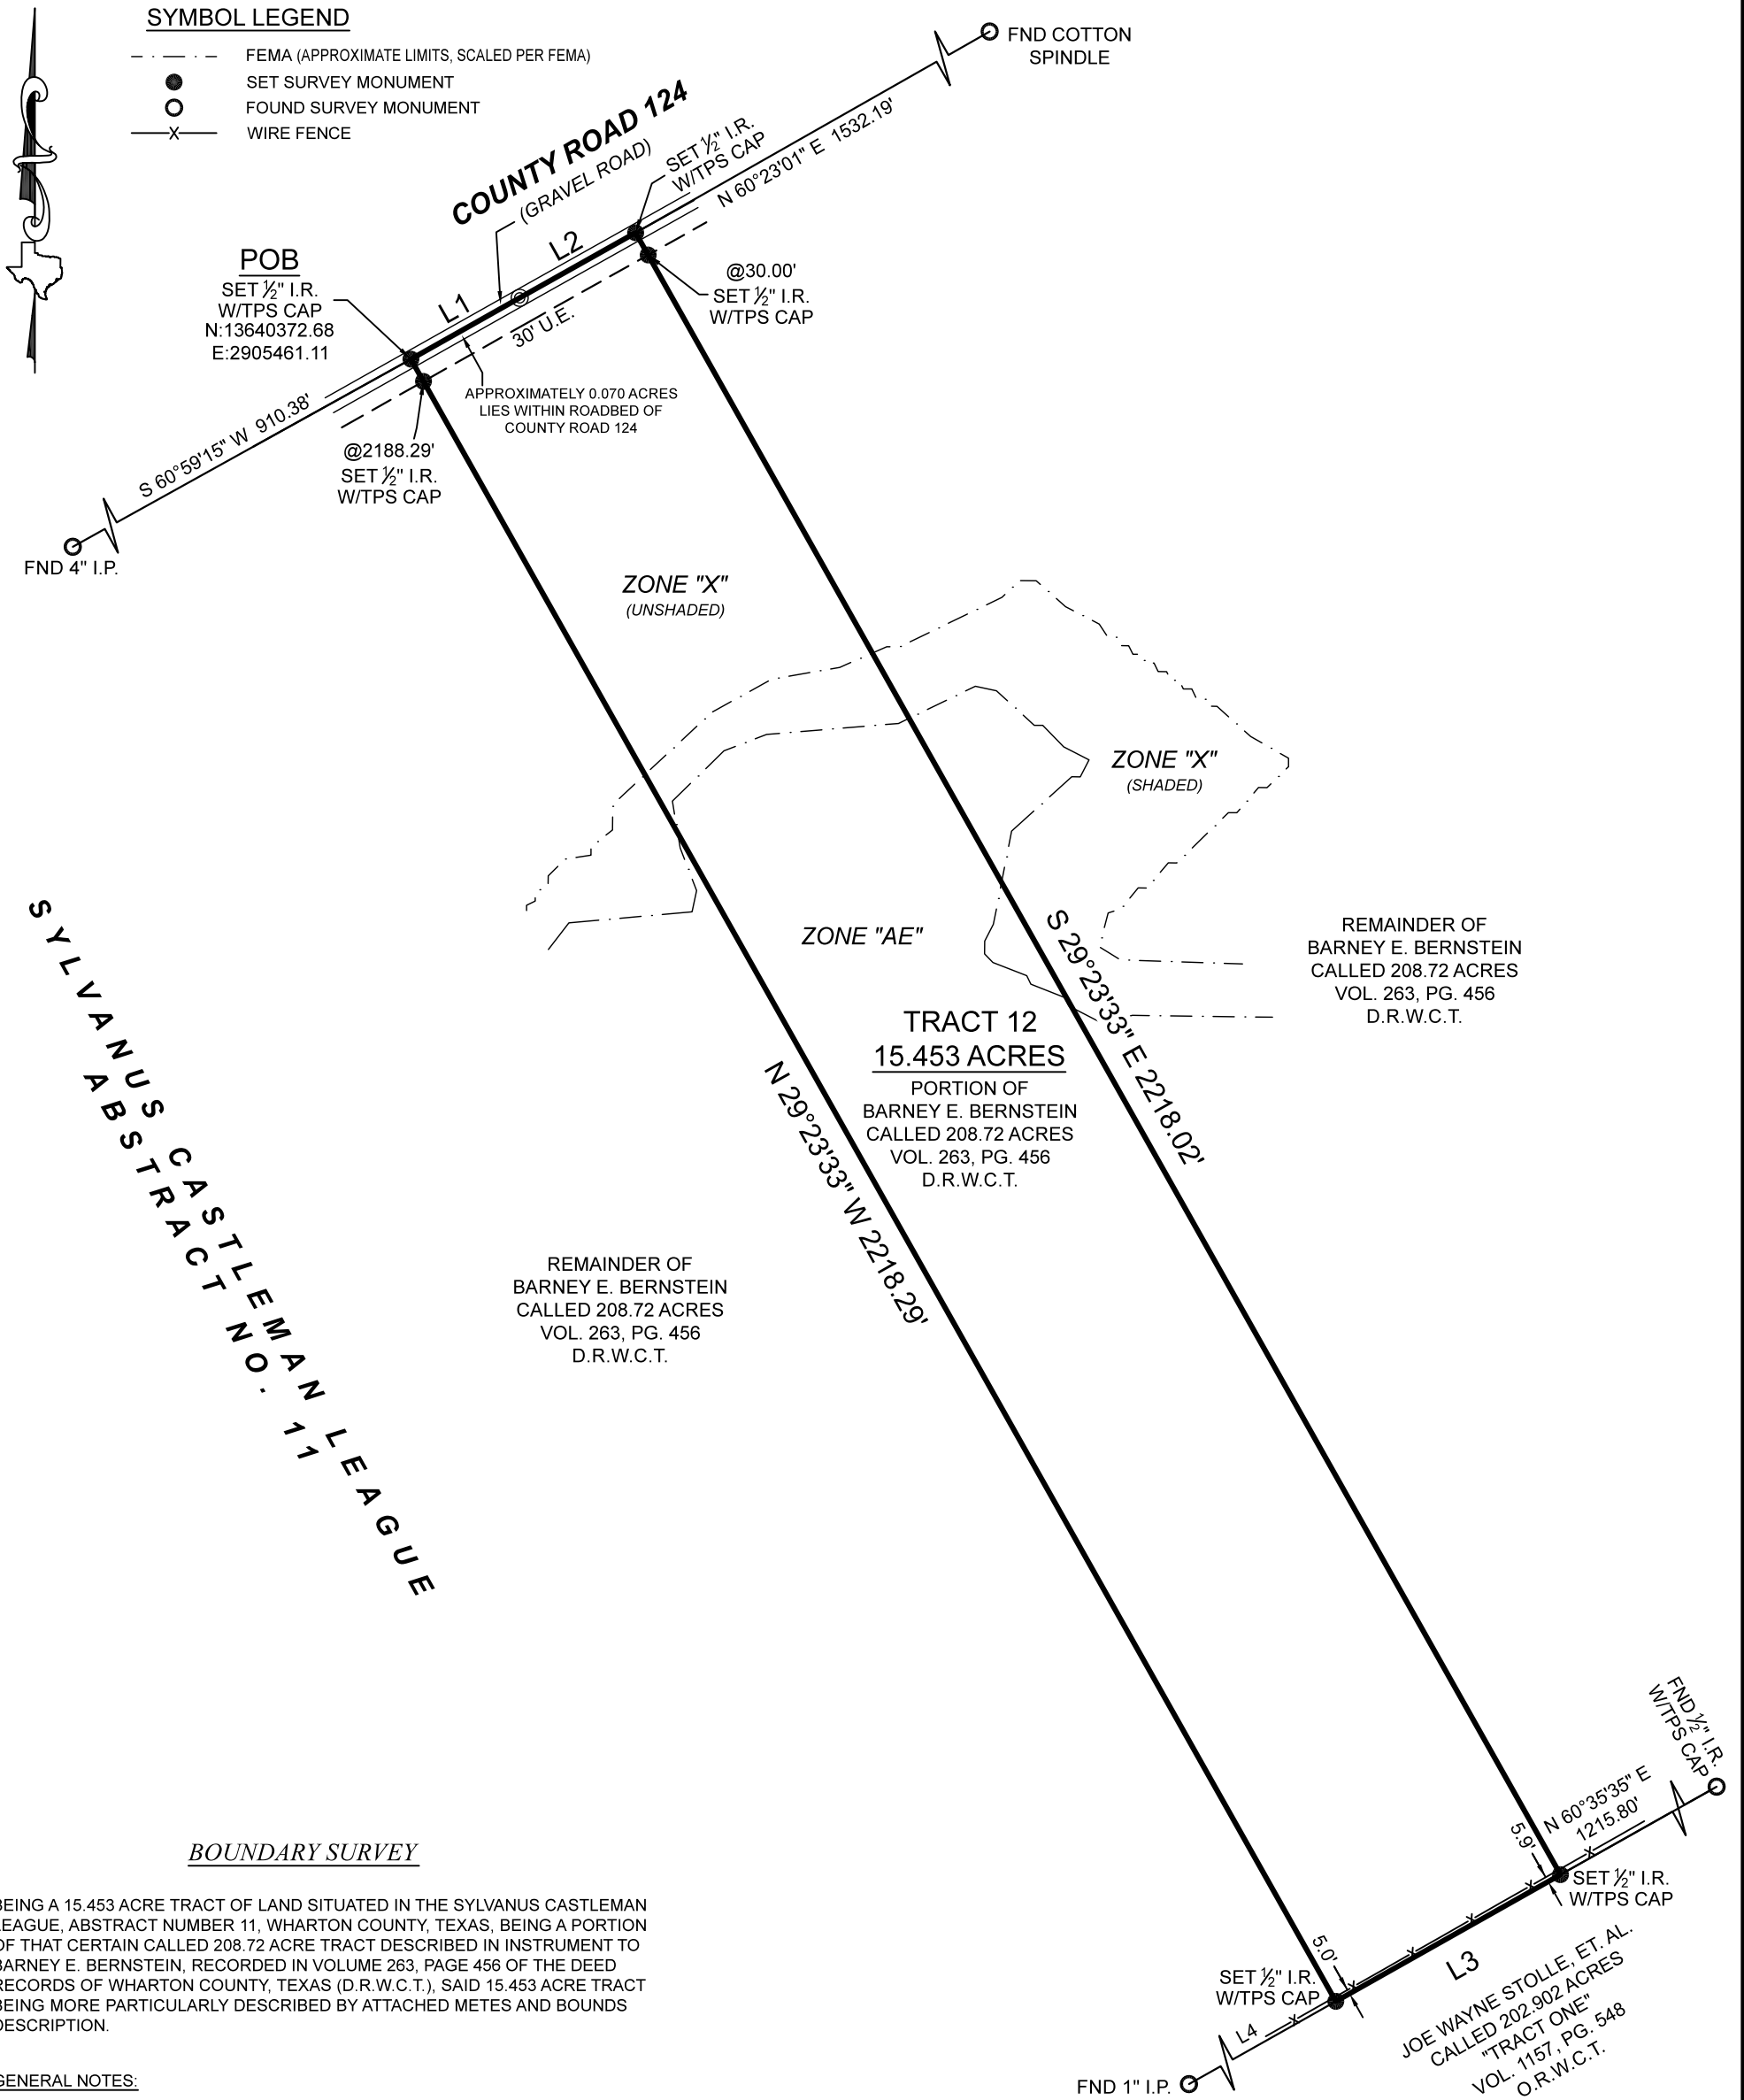 SYMBOL LEGEND
FEMA (APPROXIMATE LIMITS, SCALED PER FEMA)
SET SURVEY MONUMENT
FOUND SURVEY MONUMENT
X
WIRE FENCE
FND COTTON
SPINDLE
COUNTY ROAD 124
(GRAVEL ROAD)
SET ½" I.R.
W/TPS CAP
N 60°23'01" E 1532.19'
POB
SET ½" I.R.
W/TPS CAP
N:13640372.68
E:2905461.11
L1
L2
30' U.E.
@30.00'
SET ½" I.R.
W/TPS CAP
APPROXIMATELY 0.070 ACRES
LIES WITHIN ROADBED OF
COUNTY ROAD 124
S 60°59'15" W 910.38'
@2188.29'
SET ½" I.R.
W/TPS CAP
FND 4" I.P.
ZONE "X"
(UNSHADED)
ZONE "X"
(SHADED)
ZONE "AE"
SYLVANUS CASTLEMAN LEAGUE
ABSTRACT NO. 11
S 29°23'33" E 2218.02'
REMAINDER OF
BARNEY E. BERNSTEIN
CALLED 208.72 ACRES
VOL. 263, PG. 456
D.R.W.C.T.
TRACT 12
15.453 ACRES
PORTION OF
BARNEY E. BERNSTEIN
CALLED 208.72 ACRES
VOL. 263, PG. 456
D.R.W.C.T.
N 29°23'33" W 2218.29'
REMAINDER OF
BARNEY E. BERNSTEIN
CALLED 208.72 ACRES
VOL. 263, PG. 456
D.R.W.C.T.
FND ½" I.R.
W/TPS CAP
N 60°35'35" E
1215.80'
5.9'
SET ½" I.R.
W/TPS CAP
5.0'
L3
SET ½" I.R.
W/TPS CAP
L4
JOE WAYNE STOLLE, ET. AL.
CALLED 202.902 ACRES
"TRACT ONE"
VOL. 1157, PG. 548
O.R.W.C.T.
FND 1" I.P.
BOUNDARY SURVEY
BEING A 15.453 ACRE TRACT OF LAND SITUATED IN THE SYLVANUS CASTLEMAN
LEAGUE, ABSTRACT NUMBER 11, WHARTON COUNTY, TEXAS, BEING A PORTION
OF THAT CERTAIN CALLED 208.72 ACRE TRACT DESCRIBED IN INSTRUMENT TO
BARNEY E. BERNSTEIN, RECORDED IN VOLUME 263, PAGE 456 OF THE DEED
RECORDS OF WHARTON COUNTY, TEXAS (D.R.W.C.T.), SAID 15.453 ACRE TRACT
BEING MORE PARTICULARLY DESCRIBED BY ATTACHED METES AND BOUNDS
DESCRIPTION.
GENERAL NOTES: